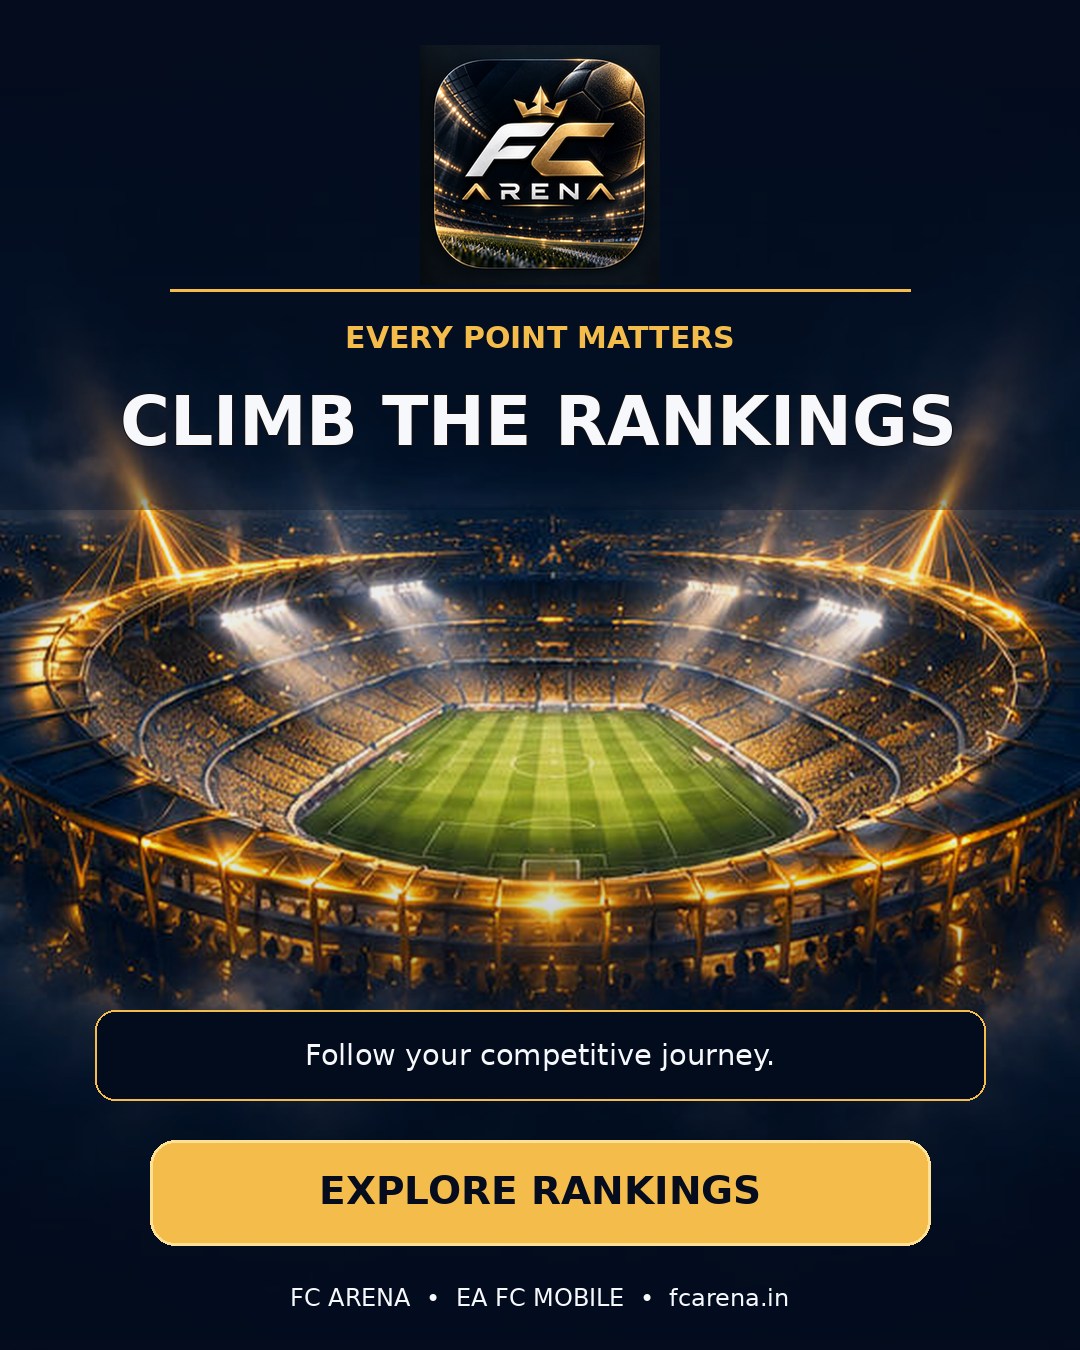 FC
ARENA
EVERY POINT MATTERS
CLIMB THE RANKINGS
Follow your competitive journey.
EXPLORE RANKINGS
FC ARENA • EA FC MOBILE • fcarena.in